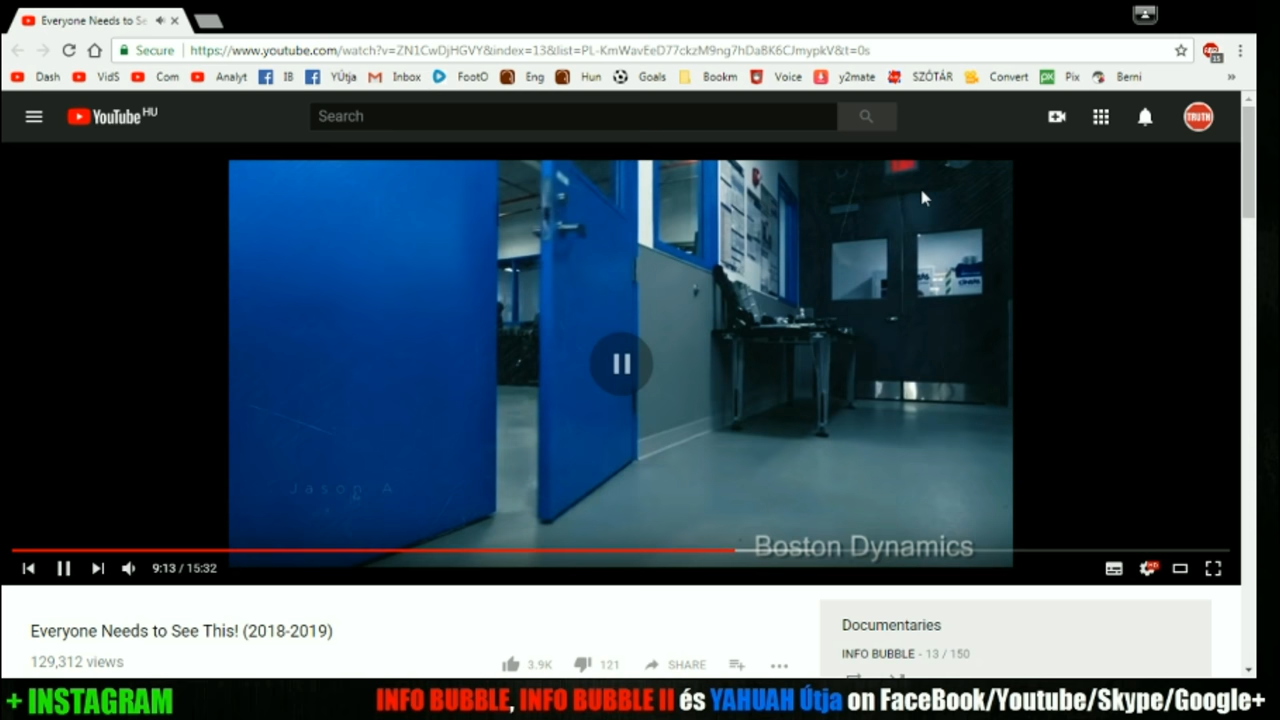 Everyone Needs to Se
Secure https://www.youtube.com/watch?v=ZN1CwDjHGVY&index=13&list=PL-KmWavEeD77ckzM9ng7hDaBK6CJmypkV&t=0s
Dash VidS Com Analyt IB YÚtja Inbox FootO Eng Hun Goals Bookm Voice y2mate SZÓTÁR Convert Pix Berni »
YouTube HU Search TRUTH
Jason A
Boston Dynamics
9:13 / 15:32 HD
Everyone Needs to See This! (2018-2019)
129,312 views
3.9K 121 SHARE
Documentaries
INFO BUBBLE - 13 / 150
+ INSTAGRAM INFO BUBBLE, INFO BUBBLE II és YAHUAH Útja on FaceBook/Youtube/Skype/Google+